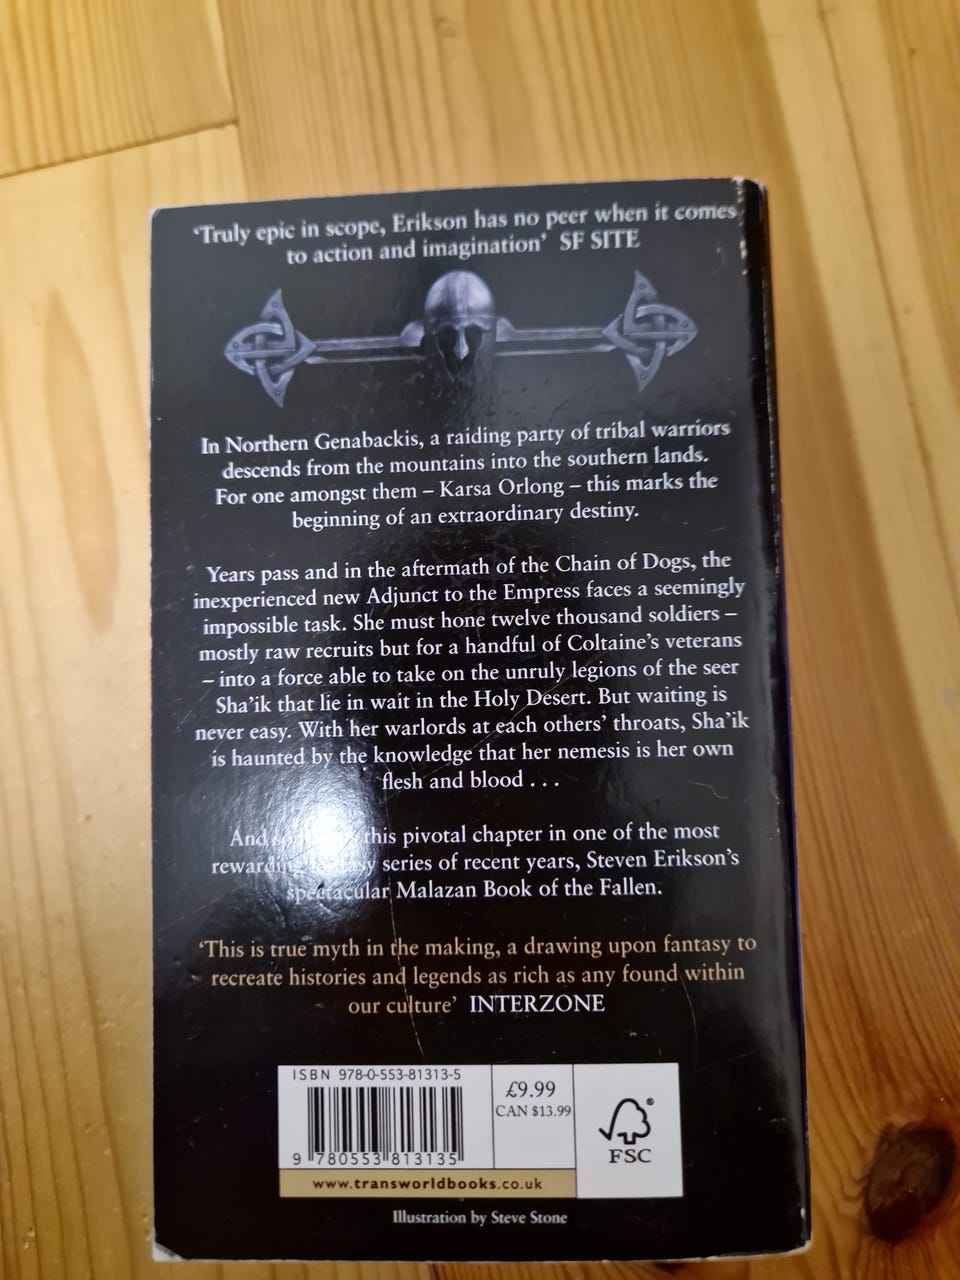 ‘Truly epic in scope, Erikson has no peer when it comes
to action and imagination’ SF SITE
In Northern Genabackis, a raiding party of tribal warriors
descends from the mountains into the southern lands.
For one amongst them – Karsa Orlong – this marks the
beginning of an extraordinary destiny.
Years pass and in the aftermath of the Chain of Dogs, the
inexperienced new Adjunct to the Empress faces a seemingly
impossible task. She must hone twelve thousand soldiers –
mostly raw recruits but for a handful of Coltaine’s veterans
– into a force able to take on the unruly legions of the seer
Sha’ik that lie in wait in the Holy Desert. But waiting is
never easy. With her warlords at each others’ throats, Sha’ik
is haunted by the knowledge that her nemesis is her own
flesh and blood . . .
And this pivotal chapter in one of the most
rewarding fantasy series of recent years, Steven Erikson’s
spectacular Malazan Book of the Fallen.
‘This is true myth in the making, a drawing upon fantasy to
recreate histories and legends as rich as any found within
our culture’ INTERZONE
ISBN 978-0-553-81313-5
9 780553 813135
£9.99
CAN $13.99
FSC
®
www.transworldbooks.co.uk
Illustration by Steve Stone